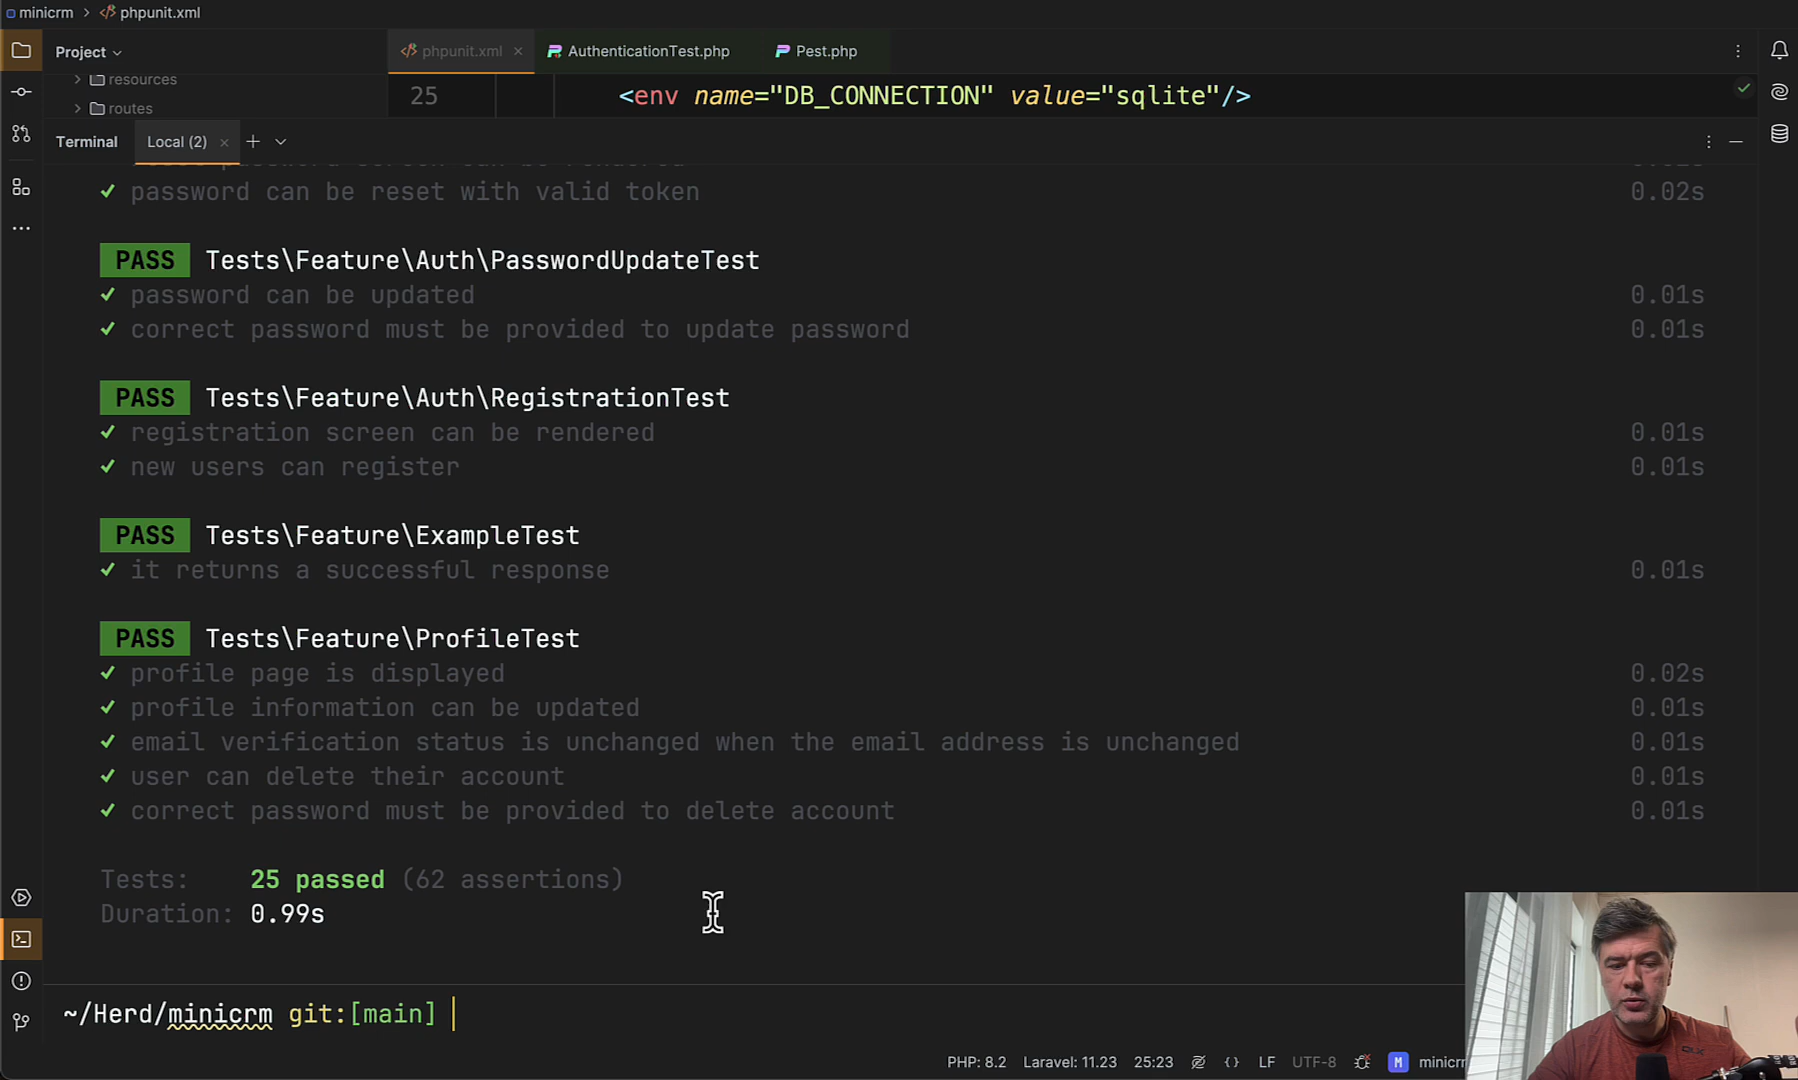 minicrm > phpunit.xml
Project
phpunit.xml
AuthenticationTest.php
Pest.php
resources
routes
25 <env name="DB_CONNECTION" value="sqlite"/>
Terminal Local (2)
password can be reset with valid token 0.02s
PASS Tests\Feature\Auth\PasswordUpdateTest
✓ password can be updated 0.01s
✓ correct password must be provided to update password 0.01s
PASS Tests\Feature\Auth\RegistrationTest
✓ registration screen can be rendered 0.01s
✓ new users can register 0.01s
PASS Tests\Feature\ExampleTest
✓ it returns a successful response 0.01s
PASS Tests\Feature\ProfileTest
✓ profile page is displayed 0.02s
✓ profile information can be updated 0.01s
✓ email verification status is unchanged when the email address is unchanged 0.01s
✓ user can delete their account 0.01s
✓ correct password must be provided to delete account 0.01s
Tests: 25 passed (62 assertions)
Duration: 0.99s
~/Herd/minicrm git:[main]
PHP: 8.2 Laravel: 11.23 25:23 LF UTF-8 M minicrm